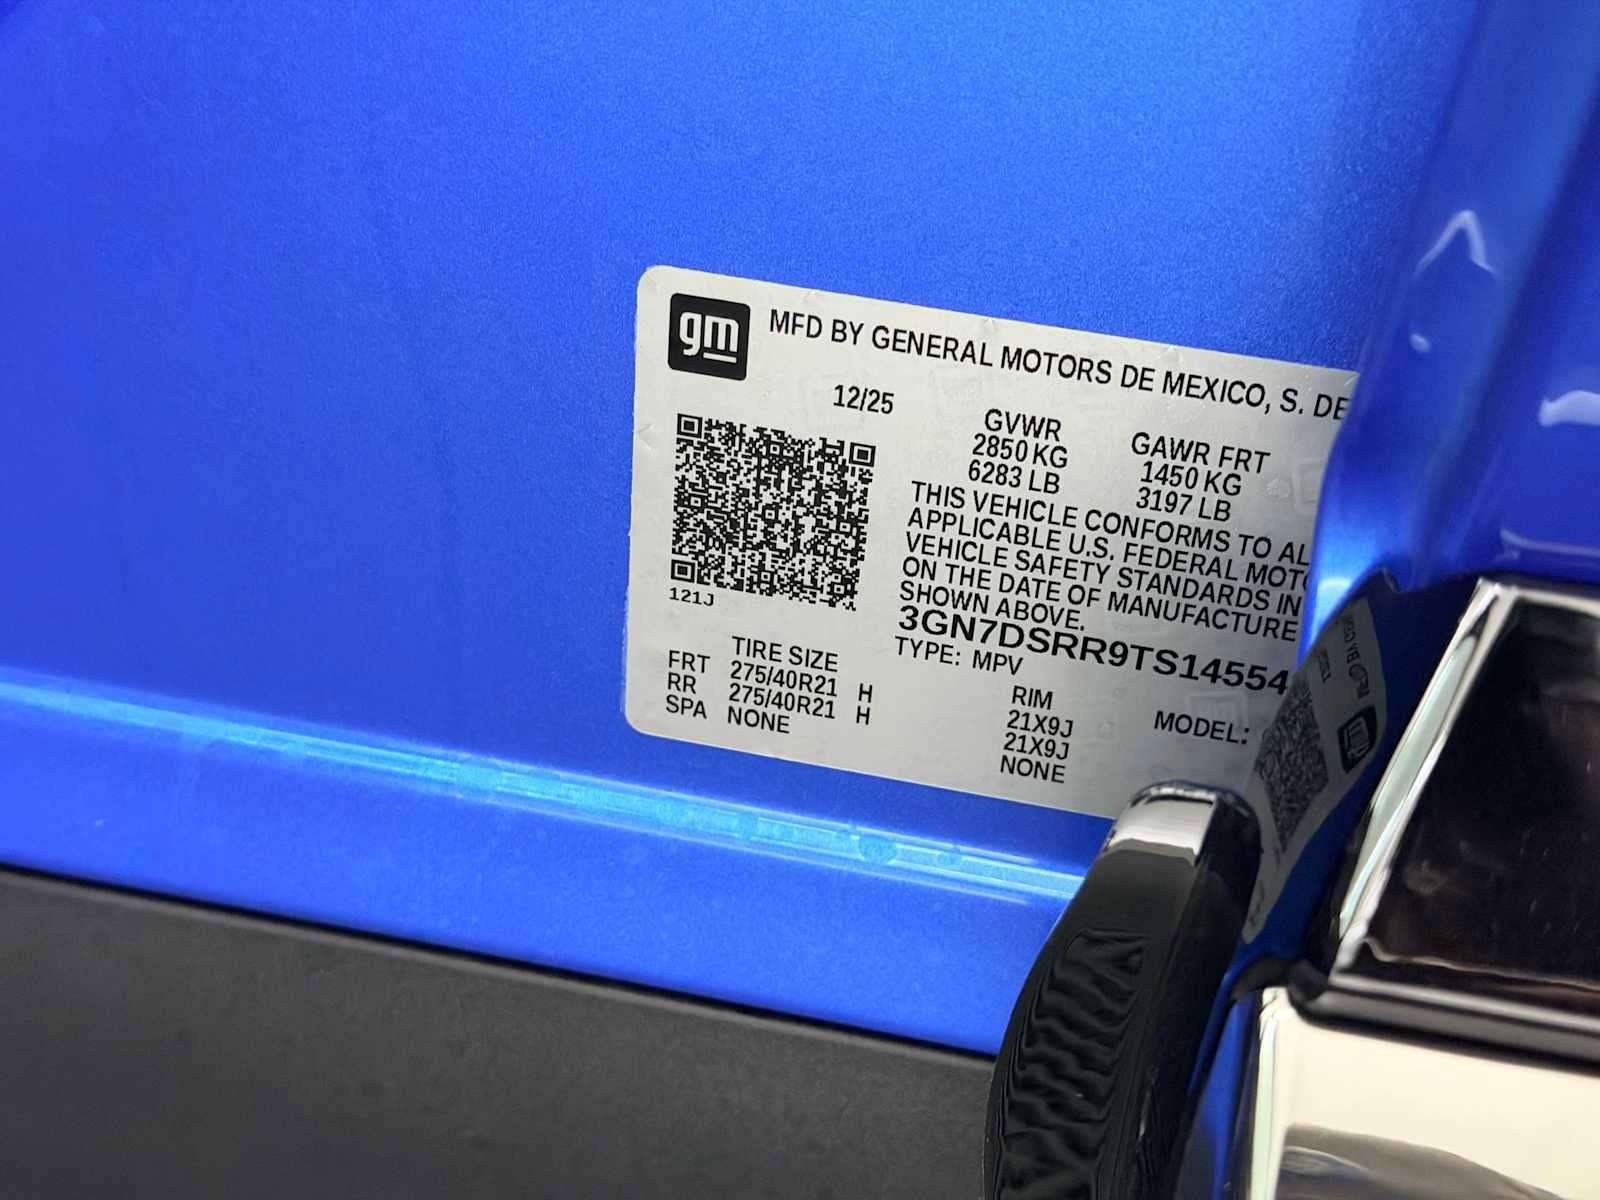 gm
MFD BY GENERAL MOTORS DE MEXICO, S. DE
12/25
GVWR
2850 KG
6283 LB
GAWR FRT
1450 KG
3197 LB
THIS VEHICLE CONFORMS TO AL
APPLICABLE U.S. FEDERAL MOTO
VEHICLE SAFETY STANDARDS IN
ON THE DATE OF MANUFACTURE
SHOWN ABOVE.
3GN7DSRR9TS14554
TYPE: MPV
MODEL:
121J
TIRE SIZE
RIM
FRT 275/40R21 H 21X9J
RR 275/40R21 H 21X9J
SPA NONE NONE